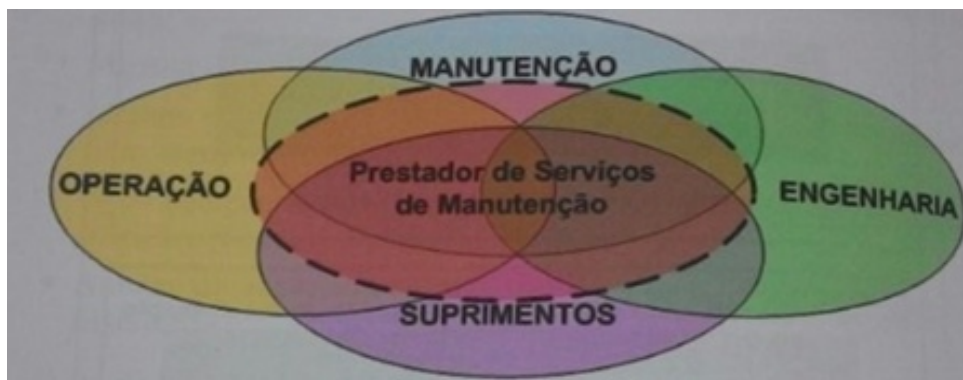 MANUTENÇÃO
OPERAÇÃO
Prestador de Serviços
de Manutenção
ENGENHARIA
SUPRIMENTOS